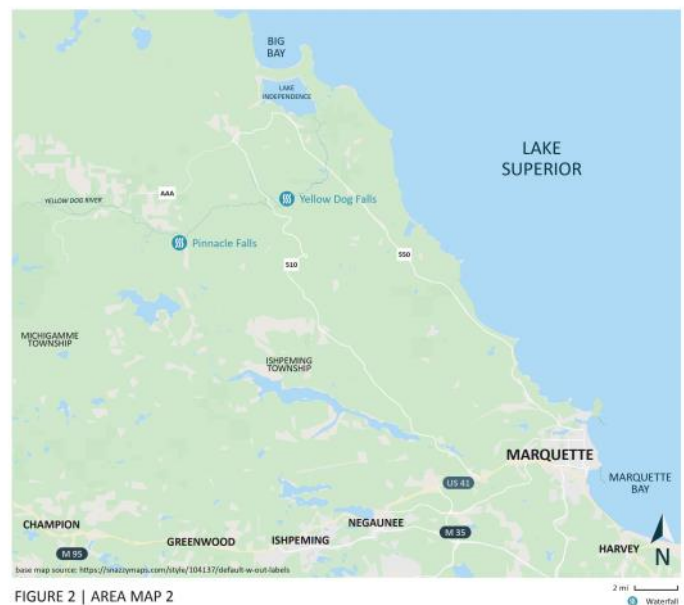 BIG
BAY
LAKE
INDEPENDENCE
LAKE
SUPERIOR
AAA
YELLOW DOG RIVER
Yellow Dog Falls
Pinnacle Falls
510
550
MICHIGAMME
TOWNSHIP
ISHPEMING
TOWNSHIP
MARQUETTE
MARQUETTE
BAY
US 41
CHAMPION
GREENWOOD
ISHPEMING
NEGAUNEE
M 35
M 95
HARVEY
N
base map source: https://snazzymaps.com/style/104137/default-w-out-labels
FIGURE 2 | AREA MAP 2
2 mi
Waterfall